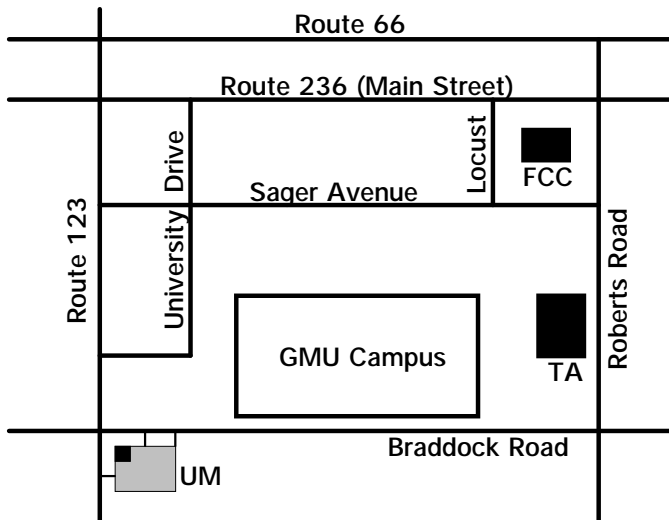 Route 66
Route 236 (Main Street)
University Drive
Locust
FCC
Sager Avenue
Route 123
Roberts Road
GMU Campus
TA
Braddock Road
UM